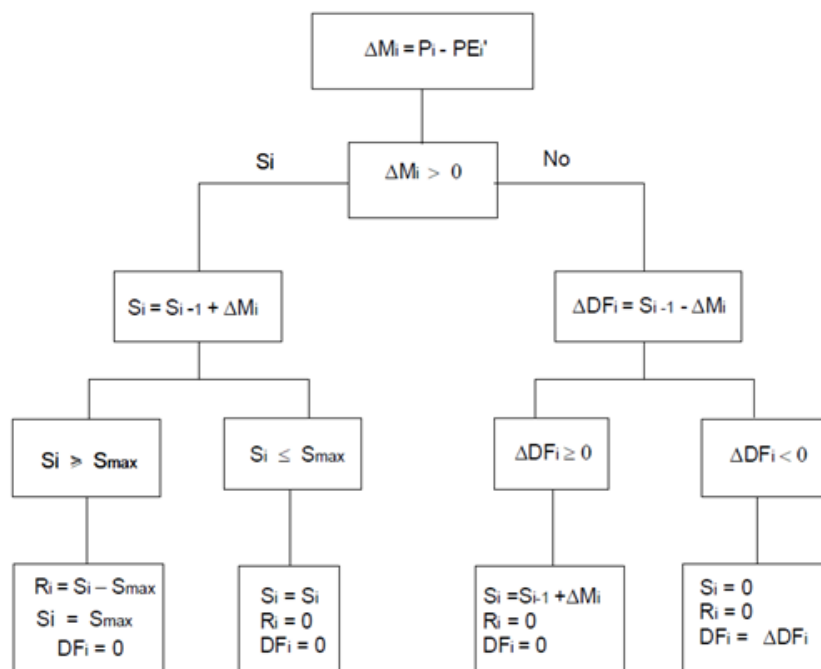 ΔMi = Pi - PEi'
Si
No
ΔMi > 0
Si = Si-1 + ΔMi
ΔDFi = Si-1 - ΔMi
Si ≥ Smax
Si ≤ Smax
ΔDFi ≥ 0
ΔDFi < 0
Ri = Si – Smax
Si = Smax
DFi = 0
Si = Si
Ri = 0
DFi = 0
Si = Si-1 + ΔMi
Ri = 0
DFi = 0
Si = 0
Ri = 0
DFi = ΔDFi